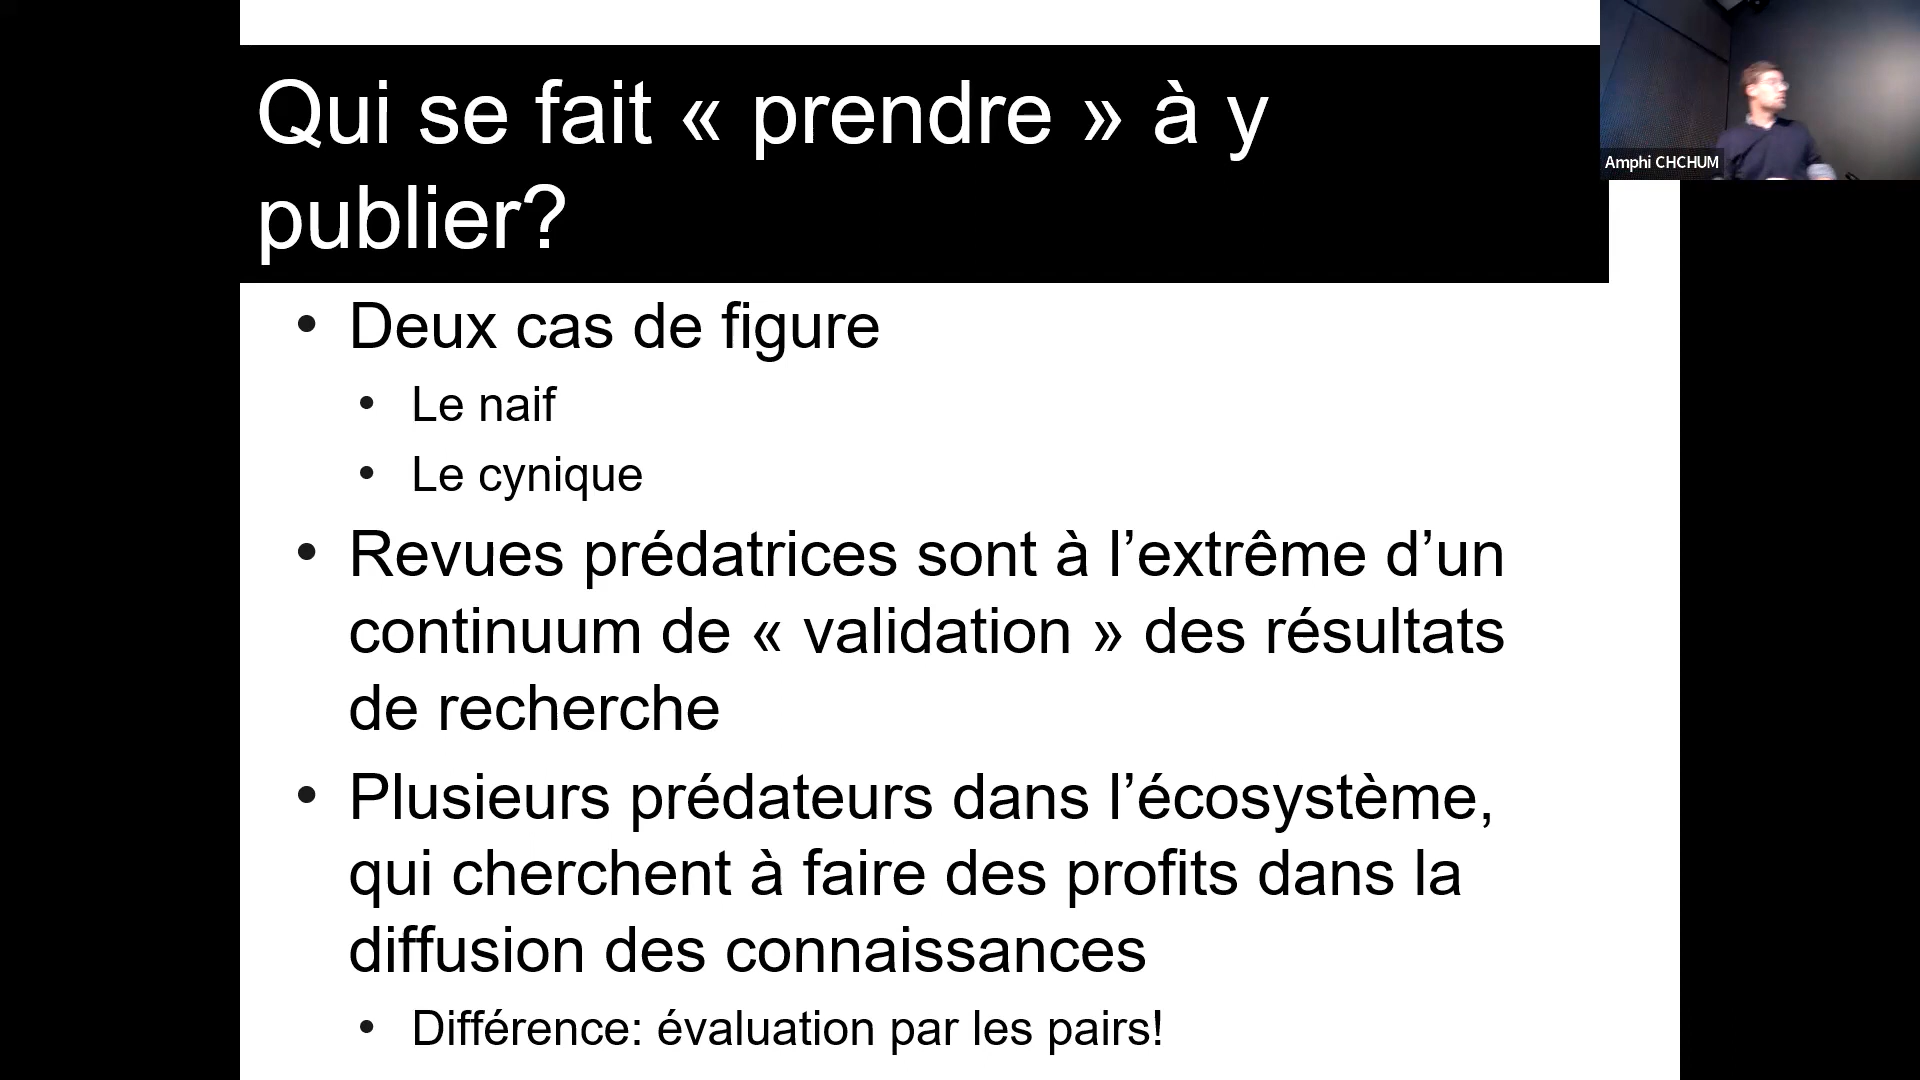 Qui se fait « prendre » à y
publier?
Amphi CHCHUM
• Deux cas de figure
• Le naif
• Le cynique
• Revues prédatrices sont à l’extrême d’un
continuum de « validation » des résultats
de recherche
• Plusieurs prédateurs dans l’écosystème,
qui cherchent à faire des profits dans la
diffusion des connaissances
• Différence: évaluation par les pairs!